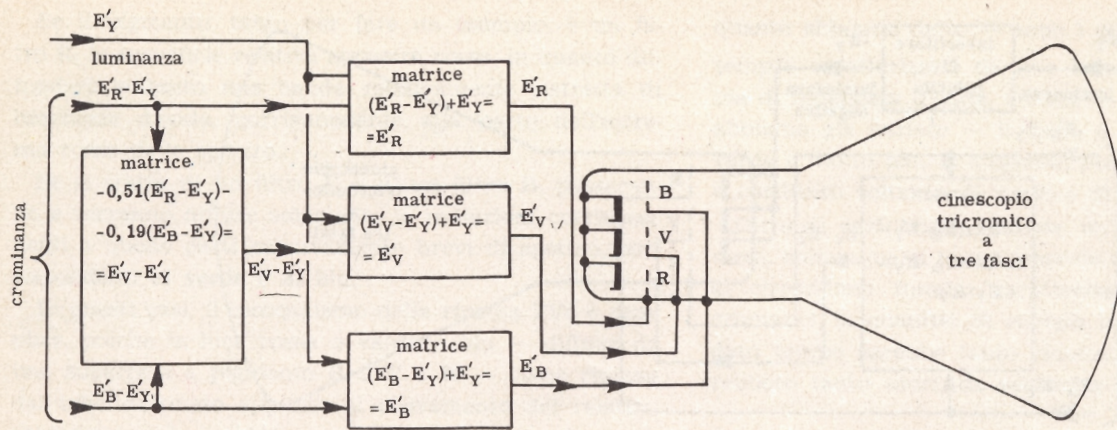 E'Y
luminanza
E'R-E'Y
crominanza
matrice
-0,51(E'R-E'Y)-
-0,19(E'B-E'Y)=
=E'V-E'Y
E'B-E'Y
E'V-E'Y
matrice
(E'R-E'Y)+E'Y=
=E'R
E'R
matrice
(E'V-E'Y)+E'Y=
=E'V
E'V
matrice
(E'B-E'Y)+E'Y=
=E'B
E'B
B
V
R
cinescopio
tricromico
a
tre fasci